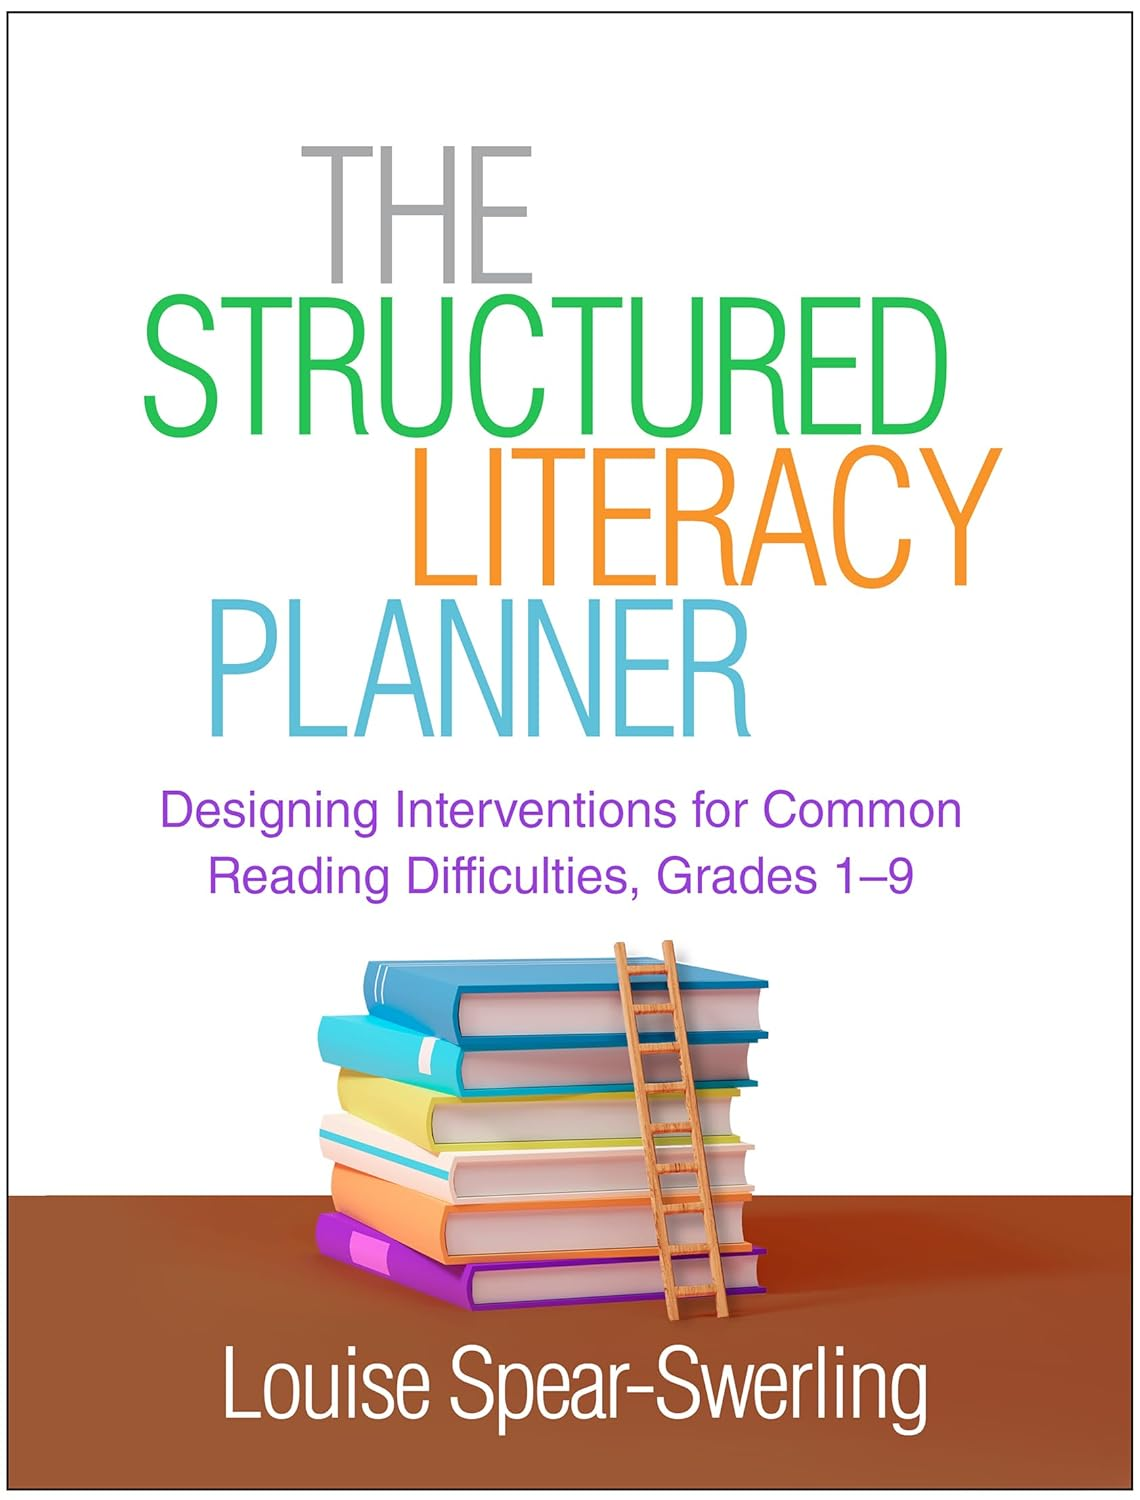 THE
STRUCTURED
LITERACY
PLANNER
Designing Interventions for Common
Reading Difficulties, Grades 1–9
Louise Spear-Swerling